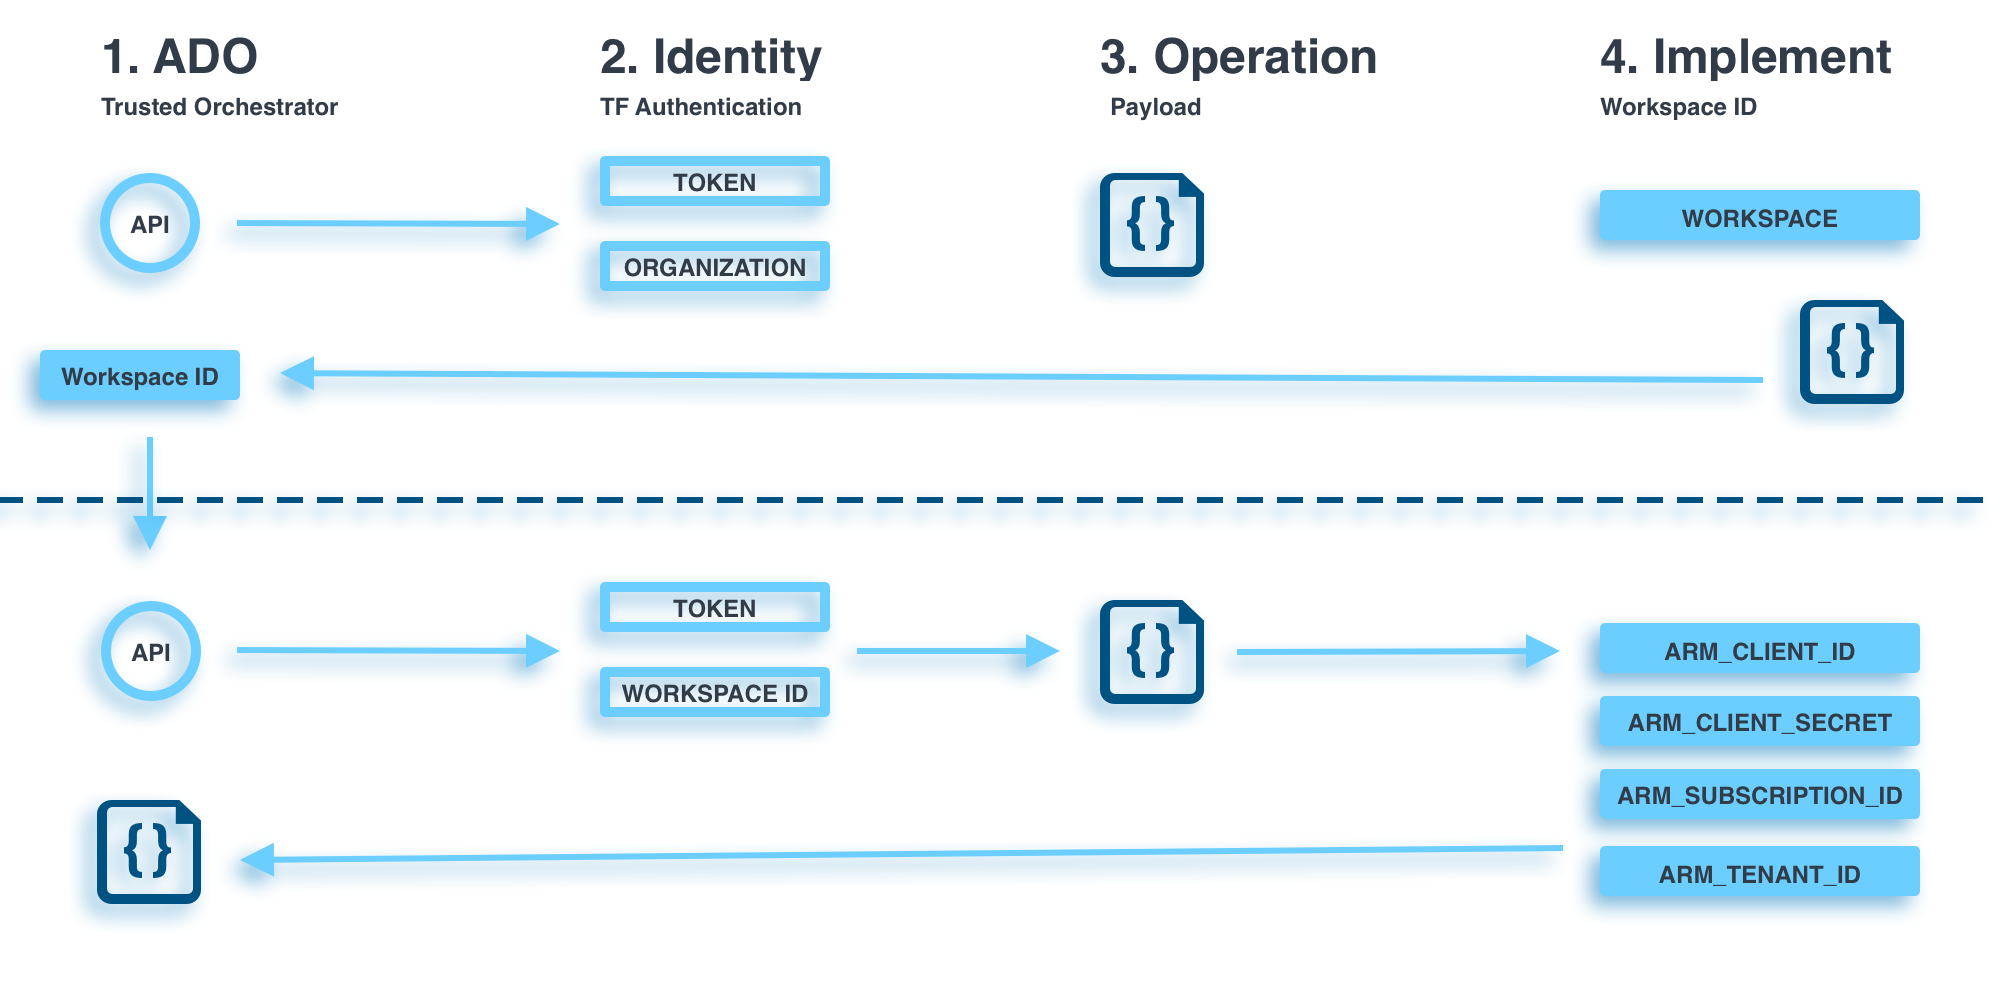 1. ADO
Trusted Orchestrator
2. Identity
TF Authentication
3. Operation
Payload
4. Implement
Workspace ID
API
TOKEN
ORGANIZATION
{}
WORKSPACE
{}
Workspace ID
API
TOKEN
WORKSPACE ID
{}
ARM_CLIENT_ID
ARM_CLIENT_SECRET
ARM_SUBSCRIPTION_ID
ARM_TENANT_ID
{}